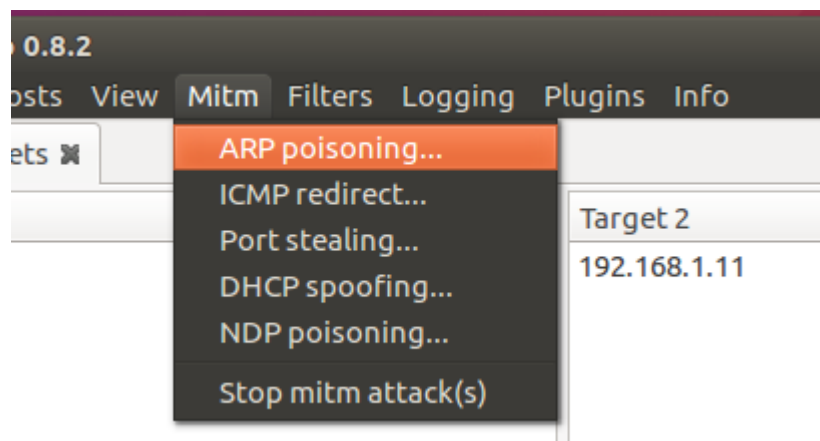 0.8.2
osts View Mitm Filters Logging Plugins Info
ets
ARP poisoning...
ICMP redirect...
Port stealing...
DHCP spoofing...
NDP poisoning...
Stop mitm attack(s)
Target 2
192.168.1.11